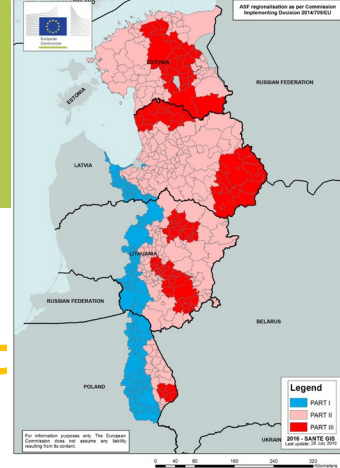 ASF regionalisation as per Commission
Implementing Decision 2014/709/EU
European
Commission
ESTONIA
RUSSIAN FEDERATION
ESTONIA
LATVIA
LITHUANIA
RUSSIAN FEDERATION
BELARUS
POLAND
Legend
PART I
PART II
PART III
For information purposes only. The European
Commission does not assume any liability
resulting from its content.
UKRAIN
2016 - SANTE GIS
Last update: 28 July 2016
0 40 80 160 240 320
Kilometers